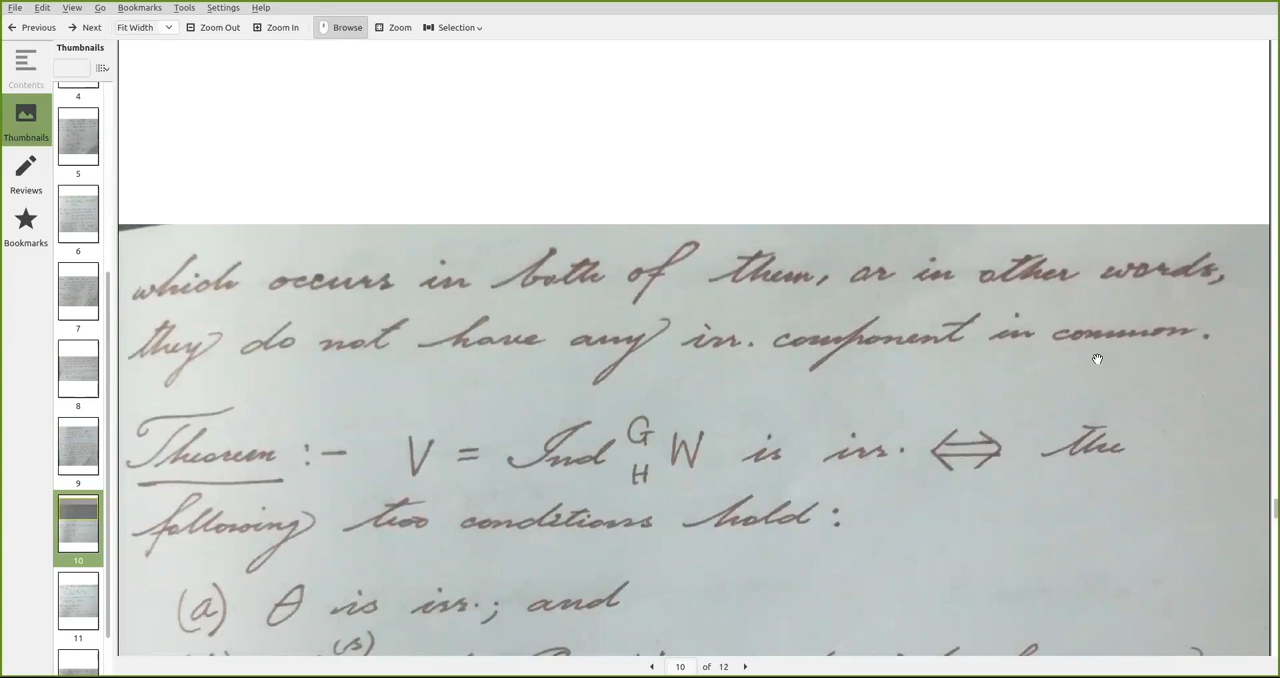 File Edit View Go Bookmarks Tools Settings Help
Previous Next Fit Width Zoom Out Zoom In Browse Zoom Selection
Thumbnails
Contents
Thumbnails
Reviews
Bookmarks
4
5
6
7
8
9
10
11
which occurs in both of them, or in other words,
they do not have any irr. component in common.
Theorem :- V = Ind G H W is irr. ⟺ the
following two conditions hold :
(a) θ is irr.; and
(s)
10 of 12